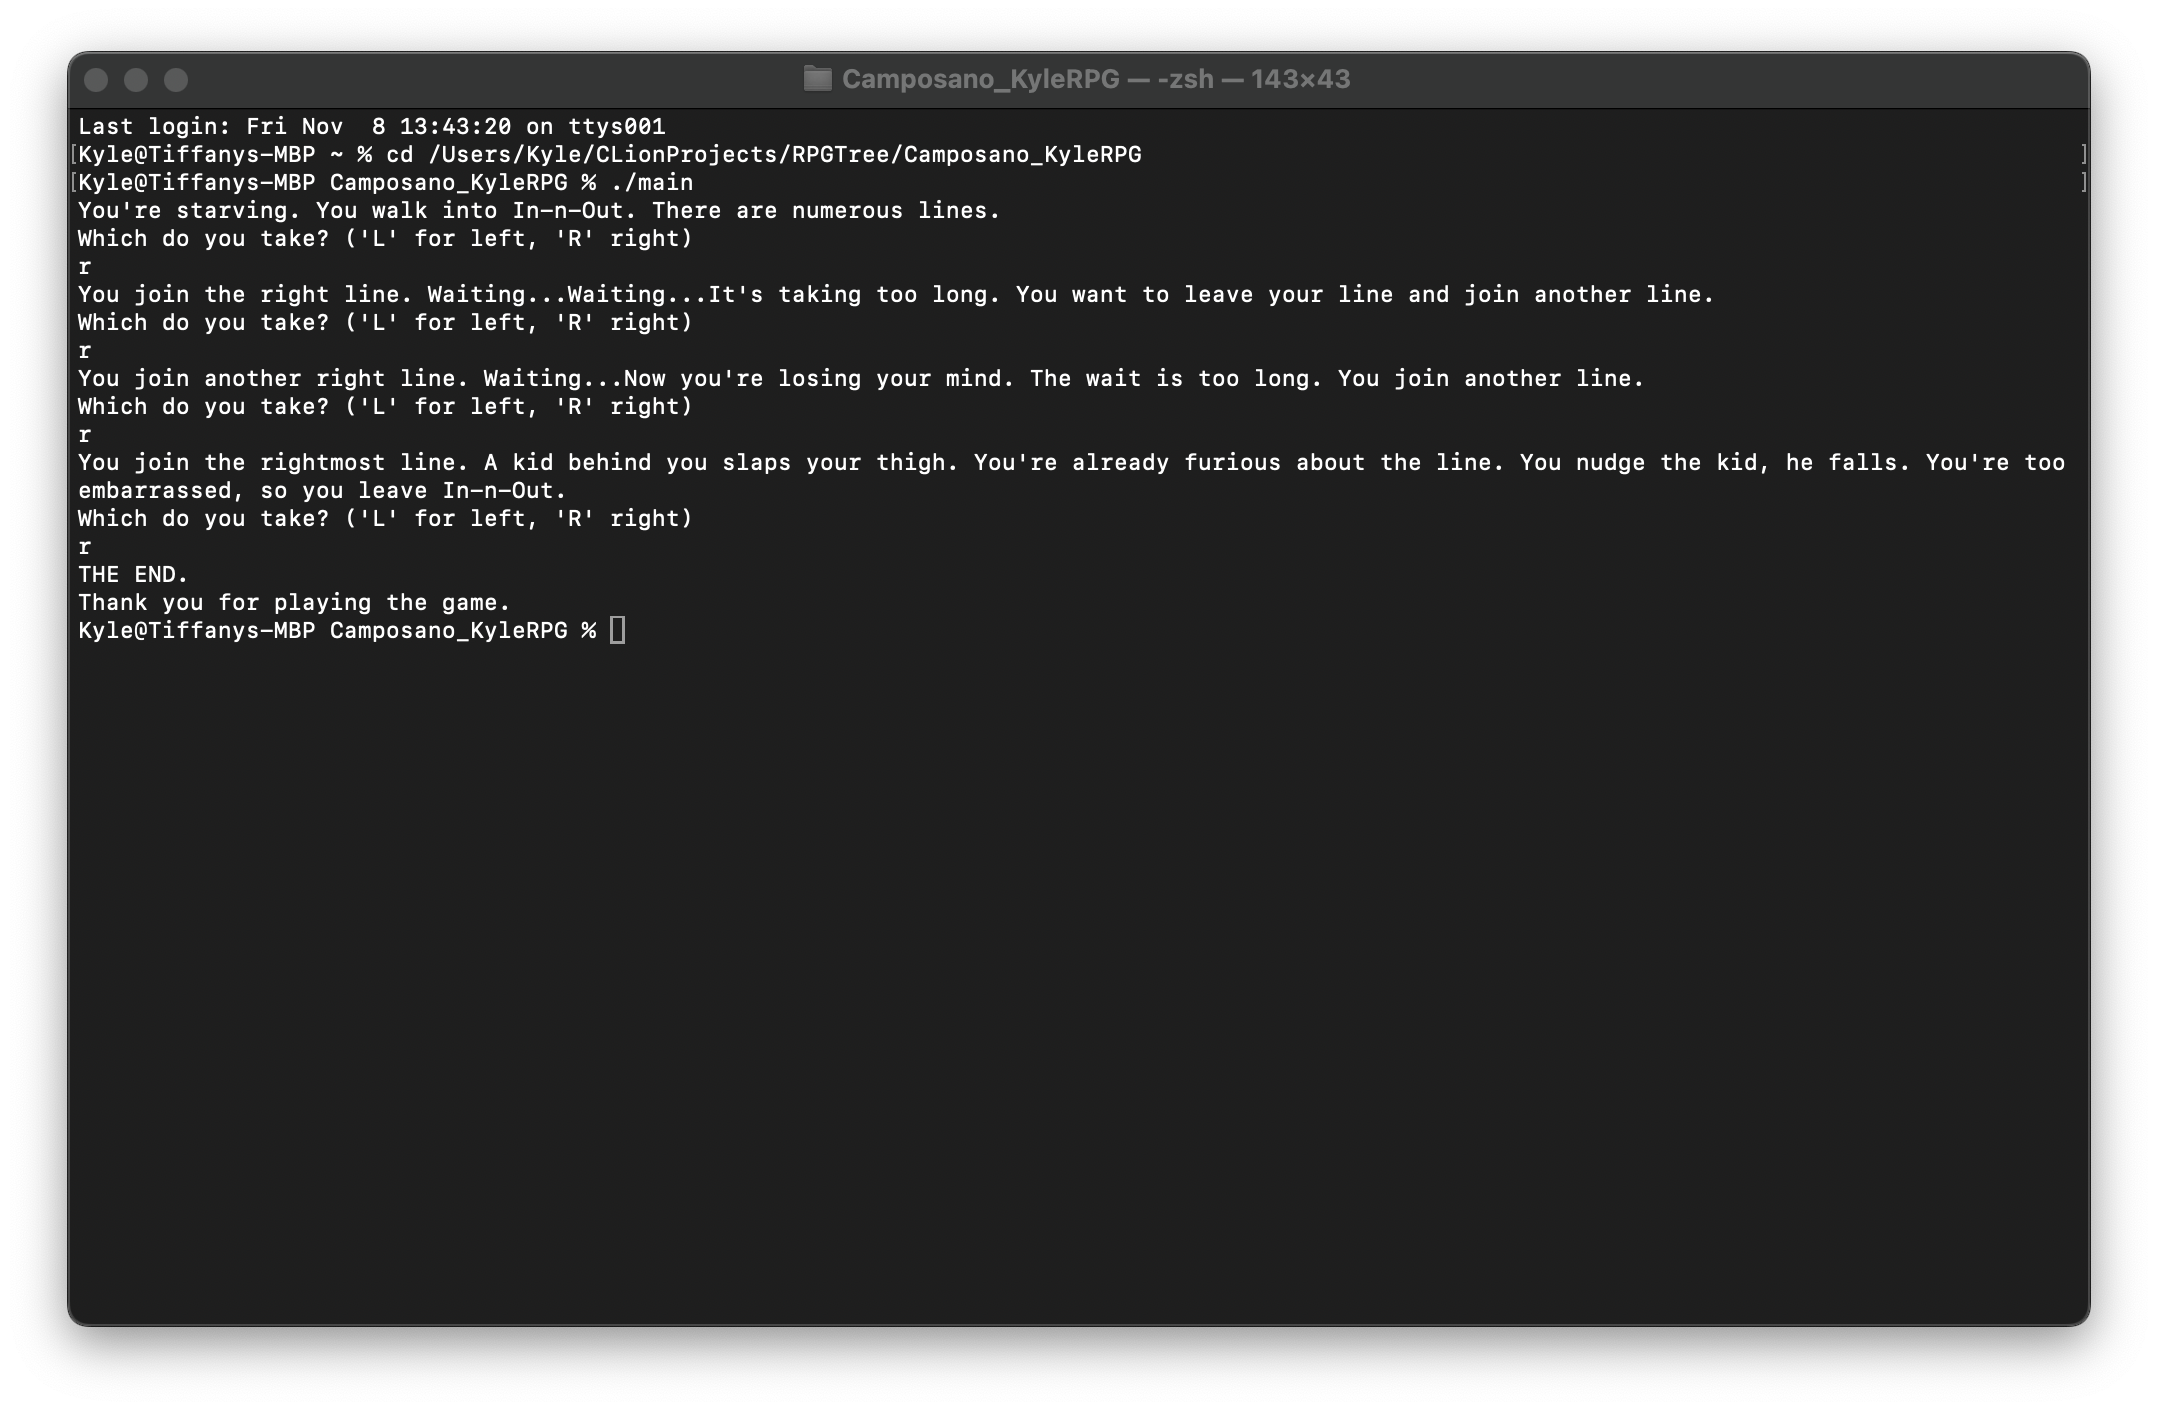 Camposano_KyleRPG — -zsh — 143×43
Last login: Fri Nov  8 13:43:20 on ttys001
[Kyle@Tiffanys-MBP ~ % cd /Users/Kyle/CLionProjects/RPGTree/Camposano_KyleRPG ]
[Kyle@Tiffanys-MBP Camposano_KyleRPG % ./main ]
You're starving. You walk into In-n-Out. There are numerous lines.
Which do you take? ('L' for left, 'R' right)
r
You join the right line. Waiting...Waiting...It's taking too long. You want to leave your line and join another line.
Which do you take? ('L' for left, 'R' right)
r
You join another right line. Waiting...Now you're losing your mind. The wait is too long. You join another line.
Which do you take? ('L' for left, 'R' right)
r
You join the rightmost line. A kid behind you slaps your thigh. You're already furious about the line. You nudge the kid, he falls. You're too
embarrassed, so you leave In-n-Out.
Which do you take? ('L' for left, 'R' right)
r
THE END.
Thank you for playing the game.
Kyle@Tiffanys-MBP Camposano_KyleRPG %